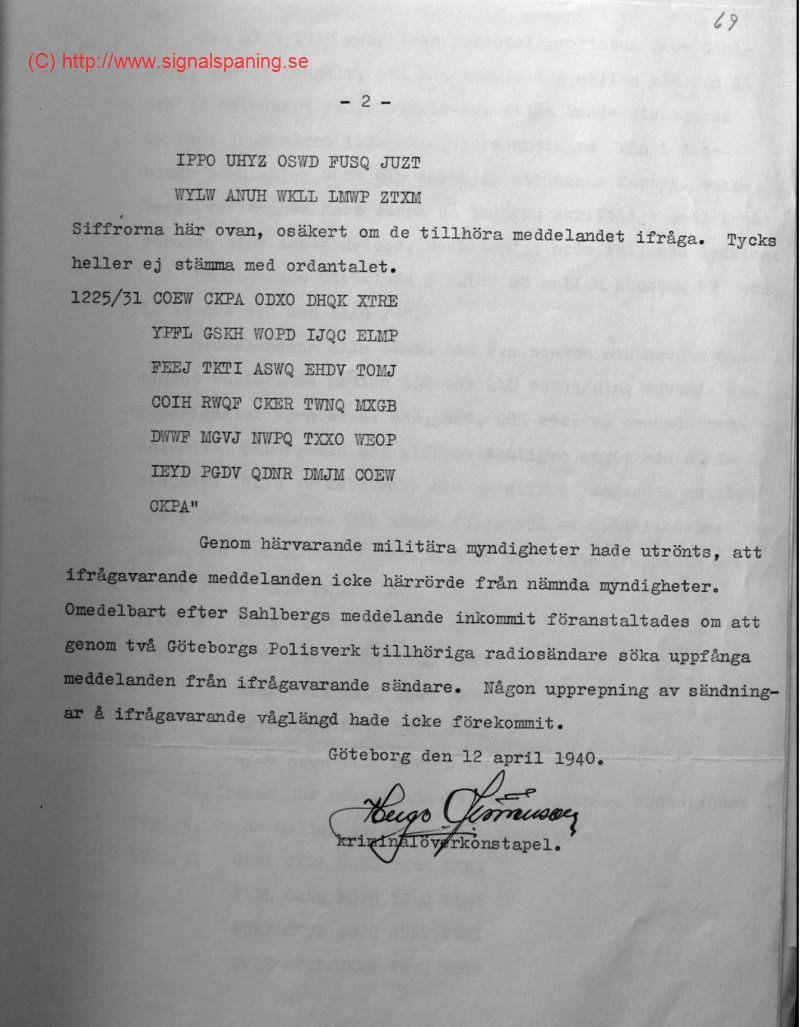 69
(C) http://www.signalspaning.se
- 2 -
IPPO UHYZ OSWD FUSQ JUZT
WYLW ANUH WKLL LMWP ZTXM
Siffrorna här ovan, osäkert om de tillhöra meddelandet ifråga. Tycks
heller ej stämma med ordantalet.
1225/31 COEW CKPA ODXO DHQK XTRE
YPFL GSKH WOPD IJQC ELMP
FEEJ TKTI ASWQ EHDV TOMJ
COIH RWQF CKER TWNQ MXGB
DWWF MGVJ NWPQ TXXO WEOP
IEYD PGDV QDNR DMJM COEW
CKPA"
Genom härvarande militära myndigheter hade utrönts, att
ifrågavarande meddelanden icke härrörde från nämnda myndigheter.
Omedelbart efter Sahlbergs meddelande inkommit föranstaltades om att
genom två Göteborgs Polisverk tillhöriga radiosändare söka uppfånga
meddelanden från ifrågavarande sändare. Någon upprepning av sändning-
ar å ifrågavarande våglängd hade icke förekommit.
Göteborg den 12 april 1940.
Hugo
kriminalöverkonstapel.